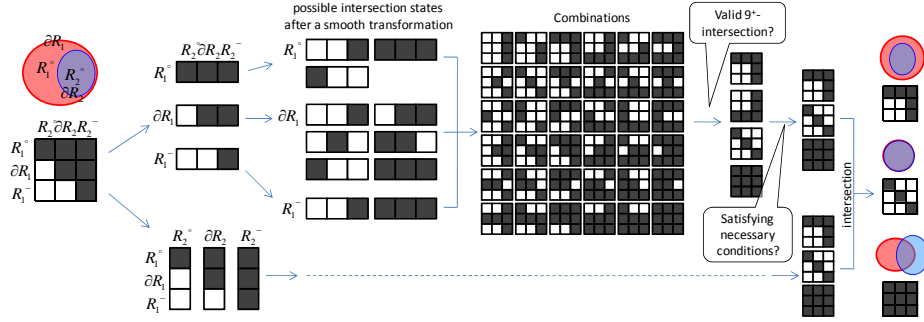 possible intersection states
after a smooth transformation
Combinations
Valid 9⁺-
intersection?
∂R₁
R₁°
R₂°
∂R₂
R₂°∂R₂R₂⁻
R₁°
∂R₁
R₁⁻
R₂°∂R₂R₂⁻
R₁°
∂R₁
R₁⁻
R₁°
∂R₁
R₁⁻
R₂° ∂R₂ R₂⁻
R₁°
∂R₁
R₁⁻
Satisfying
necessary
conditions?
intersection